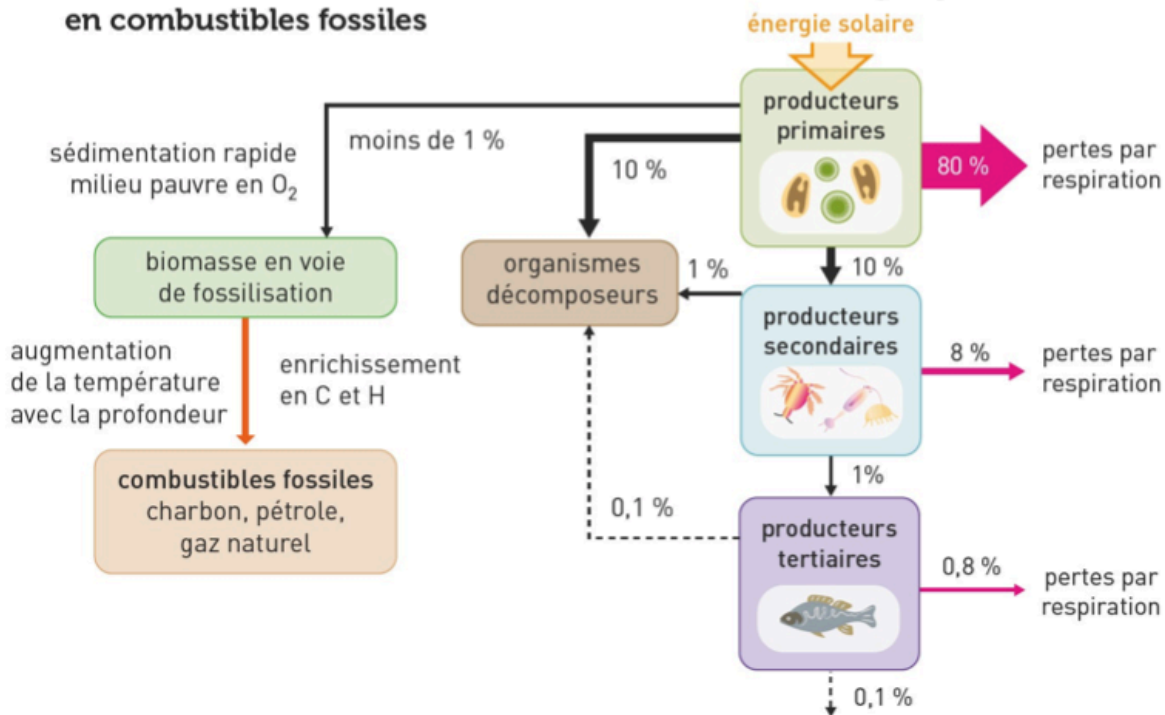 en combustibles fossiles
énergie solaire
producteurs
primaires
80 %
pertes par
respiration
moins de 1 %
10 %
sédimentation rapide
milieu pauvre en O₂
biomasse en voie
de fossilisation
organismes
décomposeurs
1 %
10 %
producteurs
secondaires
8 %
pertes par
respiration
augmentation
de la température
avec la profondeur
enrichissement
en C et H
combustibles fossiles
charbon, pétrole,
gaz naturel
1%
0,1 %
producteurs
tertiaires
0,8 %
pertes par
respiration
0,1 %